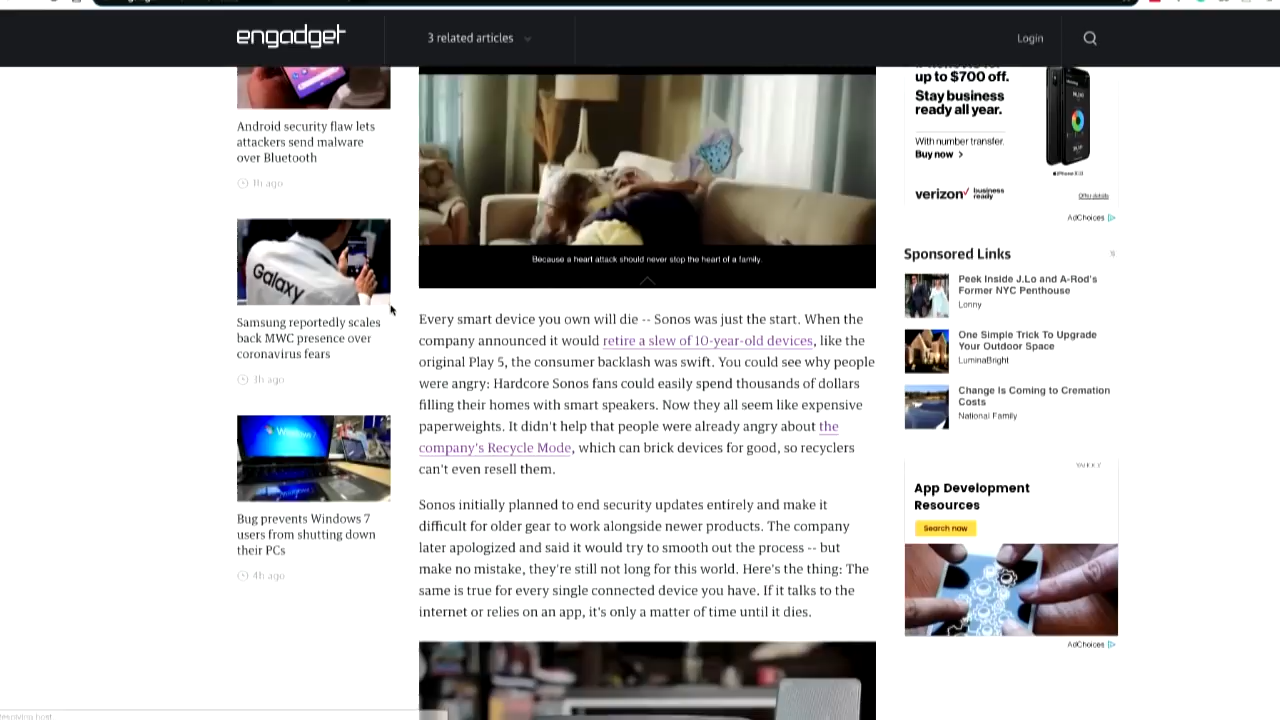 engadget
3 related articles
Login
Android security flaw lets
attackers send malware
over Bluetooth
1h ago
Galaxy
Samsung reportedly scales
back MWC presence over
coronavirus fears
3h ago
Bug prevents Windows 7
users from shutting down
their PCs
4h ago
Because a heart attack should never stop the heart of a family.
Every smart device you own will die -- Sonos was just the start. When the
company announced it would retire a slew of 10-year-old devices, like the
original Play 5, the consumer backlash was swift. You could see why people
were angry: Hardcore Sonos fans could easily spend thousands of dollars
filling their homes with smart speakers. Now they all seem like expensive
paperweights. It didn't help that people were already angry about the
company's Recycle Mode, which can brick devices for good, so recyclers
can't even resell them.
Sonos initially planned to end security updates entirely and make it
difficult for older gear to work alongside newer products. The company
later apologized and said it would try to smooth out the process -- but
make no mistake, they're still not long for this world. Here's the thing: The
same is true for every single connected device you have. If it talks to the
internet or relies on an app, it's only a matter of time until it dies.
up to $700 off.
Stay business
ready all year.
With number transfer.
Buy now >
verizon✓ business
ready
Offer details
AdChoices
Sponsored Links
Peek Inside J.Lo and A-Rod's
Former NYC Penthouse
Lonny
One Simple Trick To Upgrade
Your Outdoor Space
LuminaBright
Change Is Coming to Cremation
Costs
National Family
App Development
Resources
Search now
AdChoices